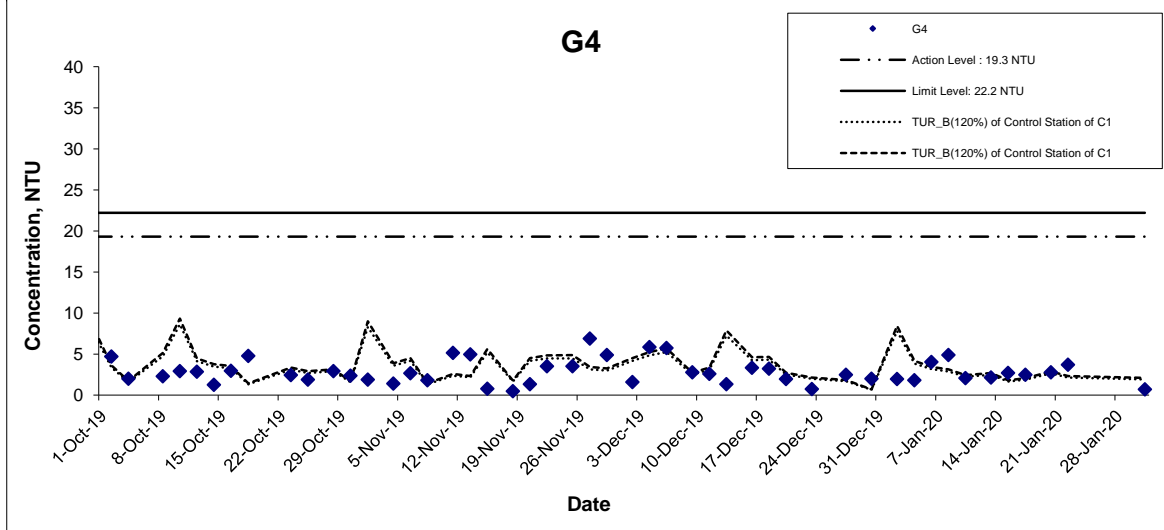 G4
G4
Action Level : 19.3 NTU
Limit Level: 22.2 NTU
TUR_B(120%) of Control Station of C1
TUR_B(120%) of Control Station of C1
Concentration, NTU
40
35
30
25
20
15
10
5
0
1-Oct-19
8-Oct-19
15-Oct-19
22-Oct-19
29-Oct-19
5-Nov-19
12-Nov-19
19-Nov-19
26-Nov-19
3-Dec-19
10-Dec-19
17-Dec-19
24-Dec-19
31-Dec-19
7-Jan-20
14-Jan-20
21-Jan-20
28-Jan-20
Date